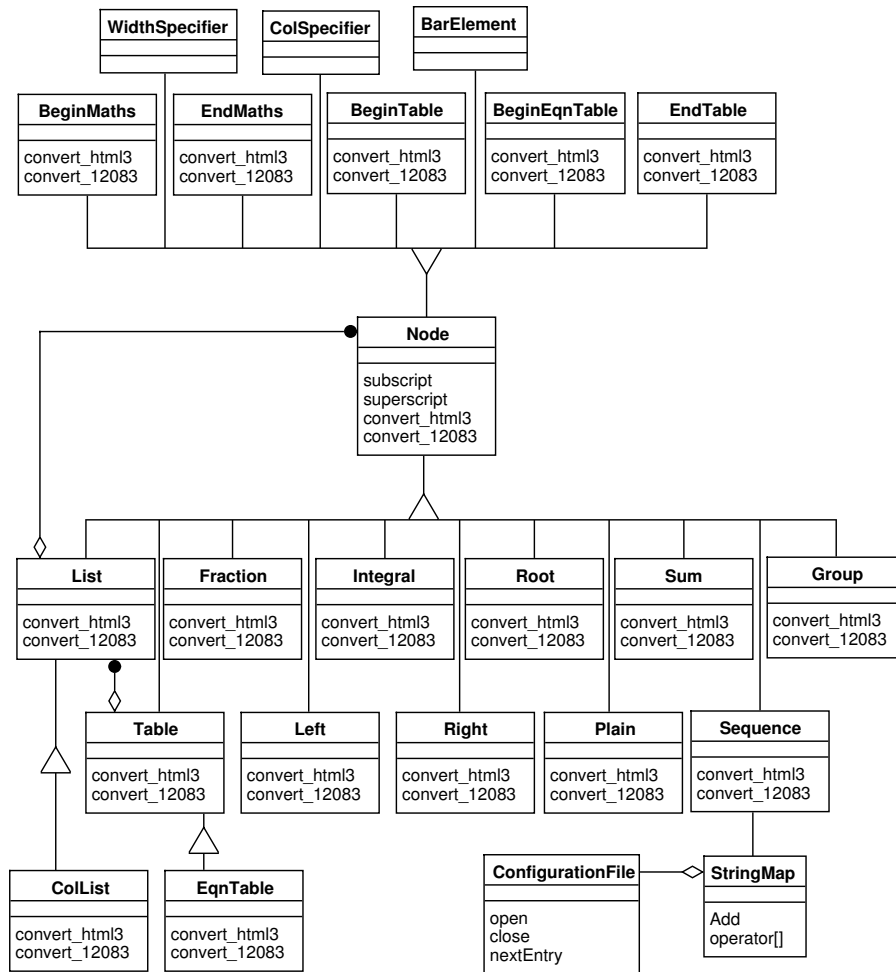 WidthSpecifier
ColSpecifier
BarElement
BeginMaths
convert_html3
convert_12083
EndMaths
convert_html3
convert_12083
BeginTable
convert_html3
convert_12083
BeginEqnTable
convert_html3
convert_12083
EndTable
convert_html3
convert_12083
Node
subscript
superscript
convert_html3
convert_12083
List
convert_html3
convert_12083
Fraction
convert_html3
convert_12083
Integral
convert_html3
convert_12083
Root
convert_html3
convert_12083
Sum
convert_html3
convert_12083
Group
convert_html3
convert_12083
Table
convert_html3
convert_12083
Left
convert_html3
convert_12083
Right
convert_html3
convert_12083
Plain
convert_html3
convert_12083
Sequence
convert_html3
convert_12083
ColList
convert_html3
convert_12083
EqnTable
convert_html3
convert_12083
ConfigurationFile
open
close
nextEntry
StringMap
Add
operator[]